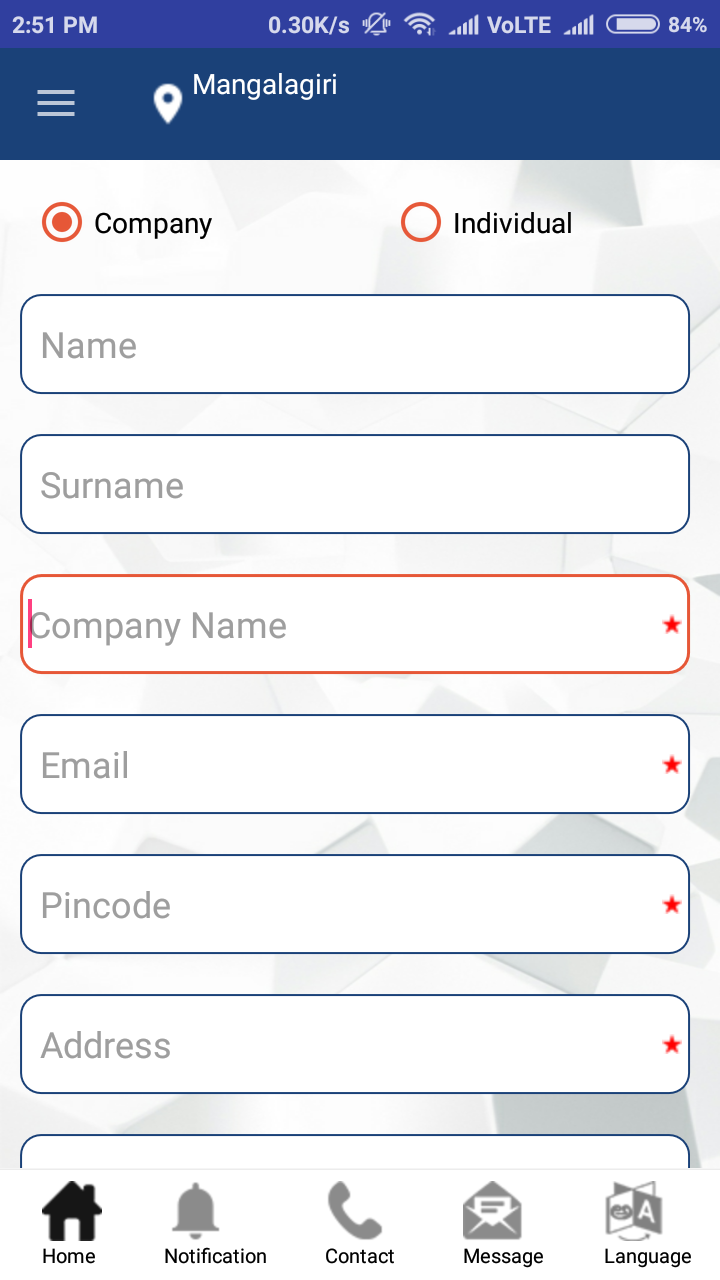 2:51 PM 0.30K/s VoLTE 84%
Mangalagiri
Company Individual
Name
Surname
Company Name
Email
Pincode
Address
Home Notification Contact Message Language